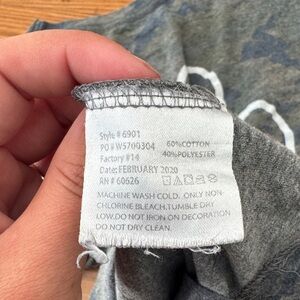 Style # 6901
PO # W5700304
60%COTTON
Factory #14
40%POLYESTER
Date: FEBRUARY 2020
RN # 60626
MACHINE WASH COLD. ONLY NON
CHLORINE BLEACH.TUMBLE DRY
LOW.DO NOT IRON ON DECORATION
DO NOT DRY CLEAN